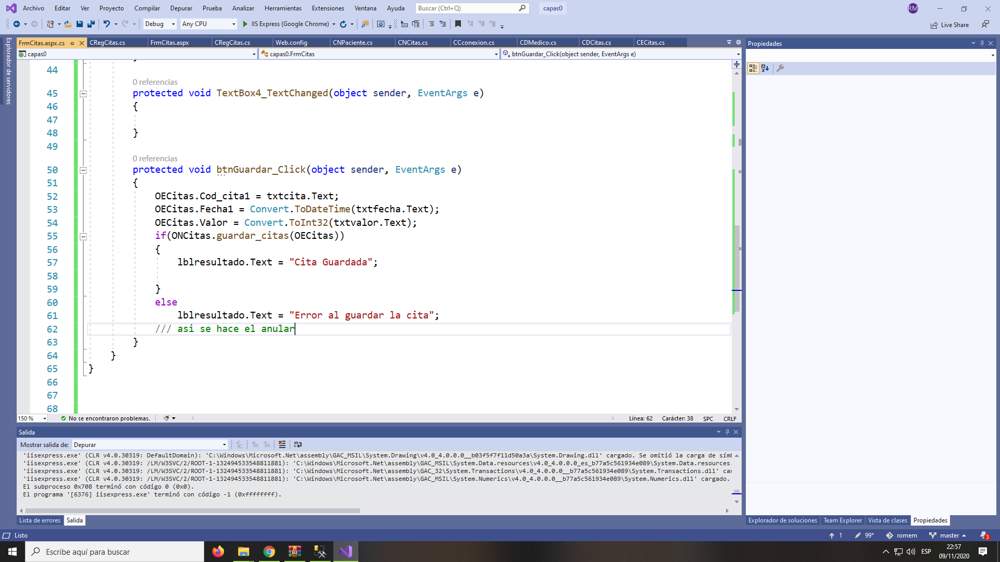 Archivo Editar Ver Proyecto Compilar Depurar Prueba Analizar Herramientas Extensiones Ventana Ayuda Buscar (Ctrl+Q) capas0 RM
Debug Any CPU IIS Express (Google Chrome) Live Share
Explorador de servidores
FrmCitas.aspx.cs CRegCitas.cs FrmCitas.aspx CRegCitas.cs Web.config CNPaciente.cs CNCitas.cs CCconexion.cs CDMedico.cs CDCitas.cs CECitas.cs
capas0 capas0.FrmCitas btnGuardar_Click(object sender, EventArgs e)
44
0 referencias
45 protected void TextBox4_TextChanged(object sender, EventArgs e)
46 {
47
48 }
49
0 referencias
50 protected void btnGuardar_Click(object sender, EventArgs e)
51 {
52 OECitas.Cod_cita1 = txtcita.Text;
53 OECitas.Fecha1 = Convert.ToDateTime(txtfecha.Text);
54 OECitas.Valor = Convert.ToInt32(txtvalor.Text);
55 if(ONCitas.guardar_citas(OECitas))
56 {
57 lblresultado.Text = "Cita Guardada";
58
59 }
60 else
61 lblresultado.Text = "Error al guardar la cita";
62 /// asi se hace el anular
63 }
64 }
65 }
66
67
68
150 % No se encontraron problemas. Línea: 62 Carácter: 38 SPC CRLF
Salida
Mostrar salida de: Depurar
'iisexpress.exe' (CLR v4.0.30319: DefaultDomain): 'C:\Windows\Microsoft.Net\assembly\GAC_MSIL\System.Drawing\v4.0_4.0.0.0__b03f5f7f11d50a3a\System.Drawing.dll' cargado. Se omitió la carga de símb
'iisexpress.exe' (CLR v4.0.30319: /LM/W3SVC/2/ROOT-1-132494533548811881): 'C:\Windows\Microsoft.Net\assembly\GAC_MSIL\System.Data.resources\v4.0_4.0.0.0_es_b77a5c561934e089\System.Data.resources.
'iisexpress.exe' (CLR v4.0.30319: /LM/W3SVC/2/ROOT-1-132494533548811881): 'C:\Windows\Microsoft.Net\assembly\GAC_32\System.Transactions\v4.0_4.0.0.0__b77a5c561934e089\System.Transactions.dll' car
'iisexpress.exe' (CLR v4.0.30319: /LM/W3SVC/2/ROOT-1-132494533548811881): 'C:\Windows\Microsoft.Net\assembly\GAC_MSIL\System.Numerics\v4.0_4.0.0.0__b77a5c561934e089\System.Numerics.dll' cargado.
El subproceso 0x708 terminó con código 0 (0x0).
El programa '[6376] iisexpress.exe' terminó con código -1 (0xffffffff).
Lista de errores Salida
Propiedades
Explorador de soluciones Team Explorer Vista de clases Propiedades
Listo 1 99* romem master 3
Escribe aquí para buscar
ESP 22:57
09/11/2020